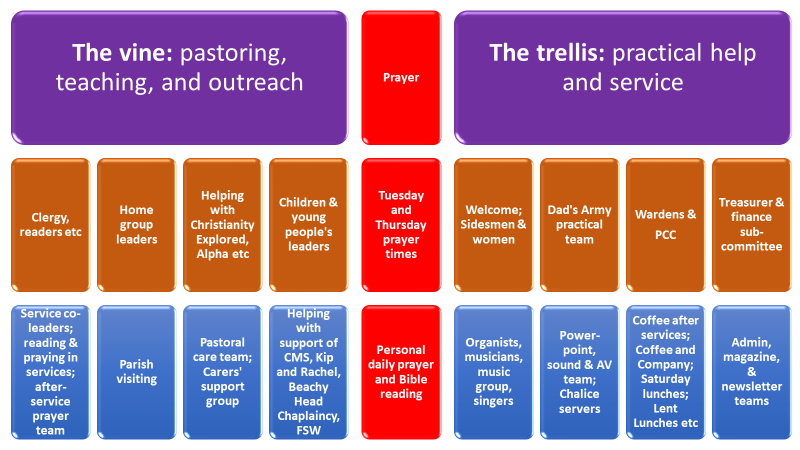 The vine: pastoring,
teaching, and outreach
Prayer
The trellis: practical help
and service
Clergy,
readers etc
Home
group
leaders
Helping
with
Christianity
Explored,
Alpha etc
Children &
young
people's
leaders
Tuesday
and
Thursday
prayer
times
Welcome;
Sidesmen &
women
Dad's Army
practical
team
Wardens &
PCC
Treasurer &
finance
sub-
committee
Service co-
leaders;
reading &
praying in
services;
after-
service
prayer
team
Parish
visiting
Pastoral
care team;
Carers'
support
group
Helping
with
support of
CMS, Kip
and Rachel,
Beachy
Head
Chaplaincy,
FSW
Personal
daily prayer
and Bible
reading
Organists,
musicians,
music
group,
singers
Power-
point,
sound & AV
team;
Chalice
servers
Coffee after
services;
Coffee and
Company;
Saturday
lunches;
Lent
Lunches etc
Admin,
magazine,
&
newsletter
teams